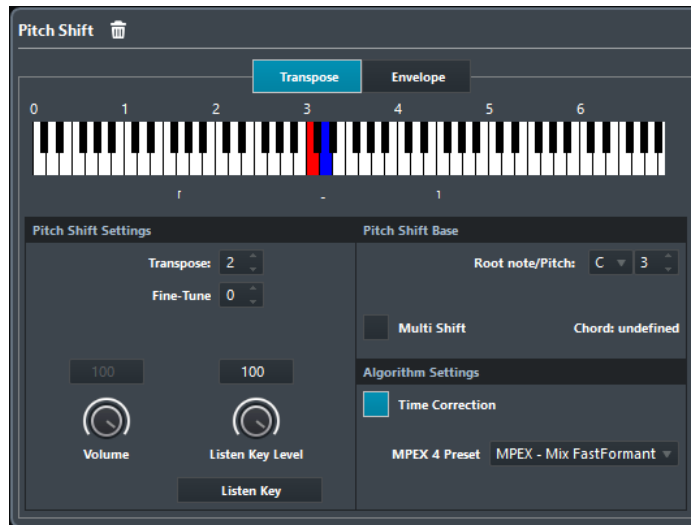 Pitch Shift
Transpose Envelope
0 1 2 3 4 5 6
Pitch Shift Settings
Transpose: 2
Fine-Tune 0
100 100
Volume Listen Key Level
Listen Key
Pitch Shift Base
Root note/Pitch: C 3
Multi Shift Chord: undefined
Algorithm Settings
Time Correction
MPEX 4 Preset MPEX - Mix FastFormant